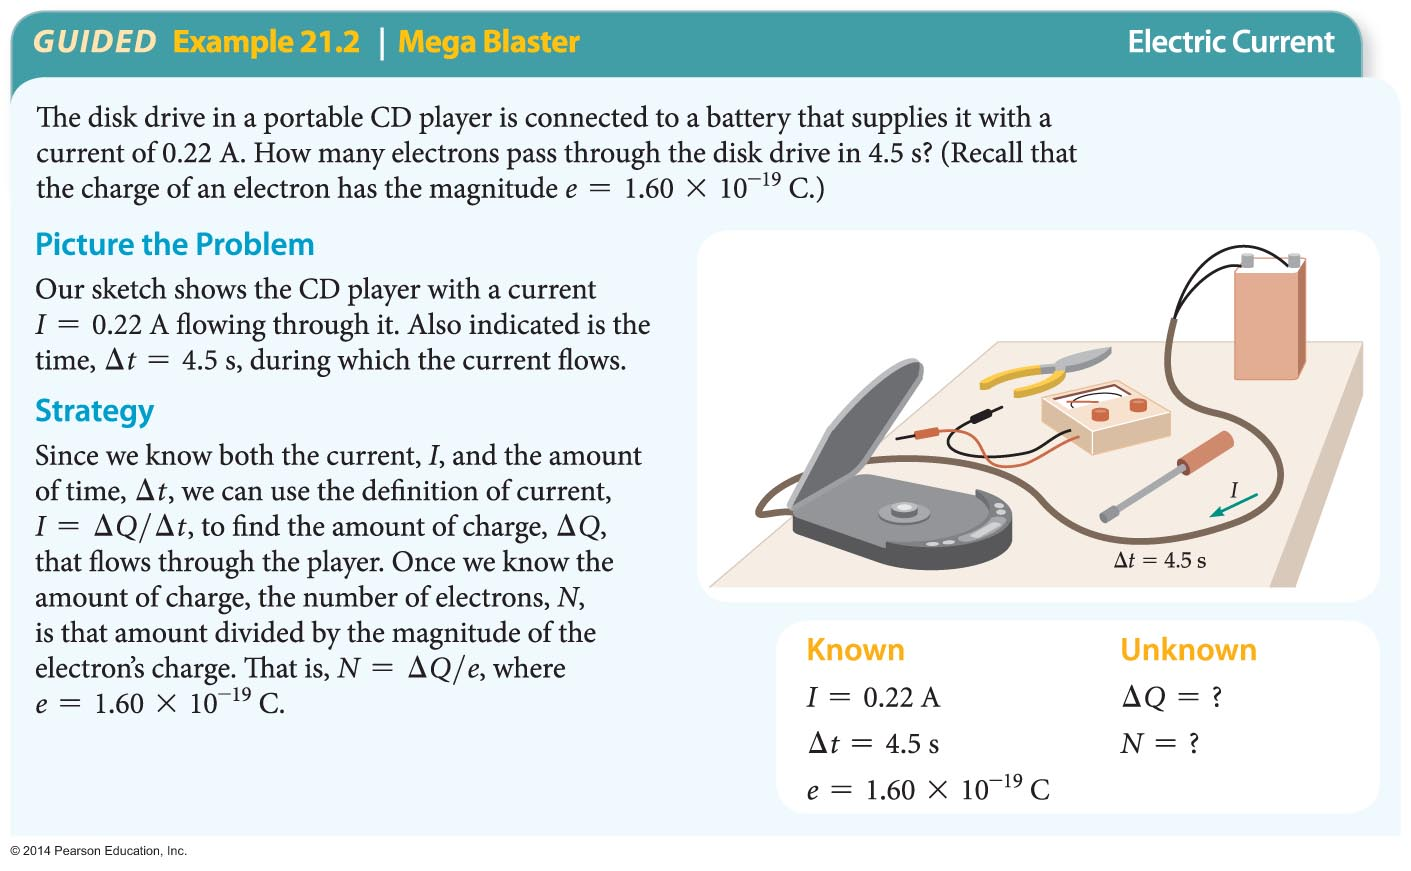 GUIDED Example 21.2 | Mega Blaster
Electric Current
The disk drive in a portable CD player is connected to a battery that supplies it with a
current of 0.22 A. How many electrons pass through the disk drive in 4.5 s? (Recall that
the charge of an electron has the magnitude e = 1.60 × 10⁻¹⁹ C.)
Picture the Problem
Our sketch shows the CD player with a current
I = 0.22 A flowing through it. Also indicated is the
time, Δt = 4.5 s, during which the current flows.
Strategy
Since we know both the current, I, and the amount
of time, Δt, we can use the definition of current,
I = ΔQ/Δt, to find the amount of charge, ΔQ,
that flows through the player. Once we know the
amount of charge, the number of electrons, N,
is that amount divided by the magnitude of the
electron's charge. That is, N = ΔQ/e, where
e = 1.60 × 10⁻¹⁹ C.
I
Δt = 4.5 s
Known
I = 0.22 A
Δt = 4.5 s
e = 1.60 × 10⁻¹⁹ C
Unknown
ΔQ = ?
N = ?
© 2014 Pearson Education, Inc.